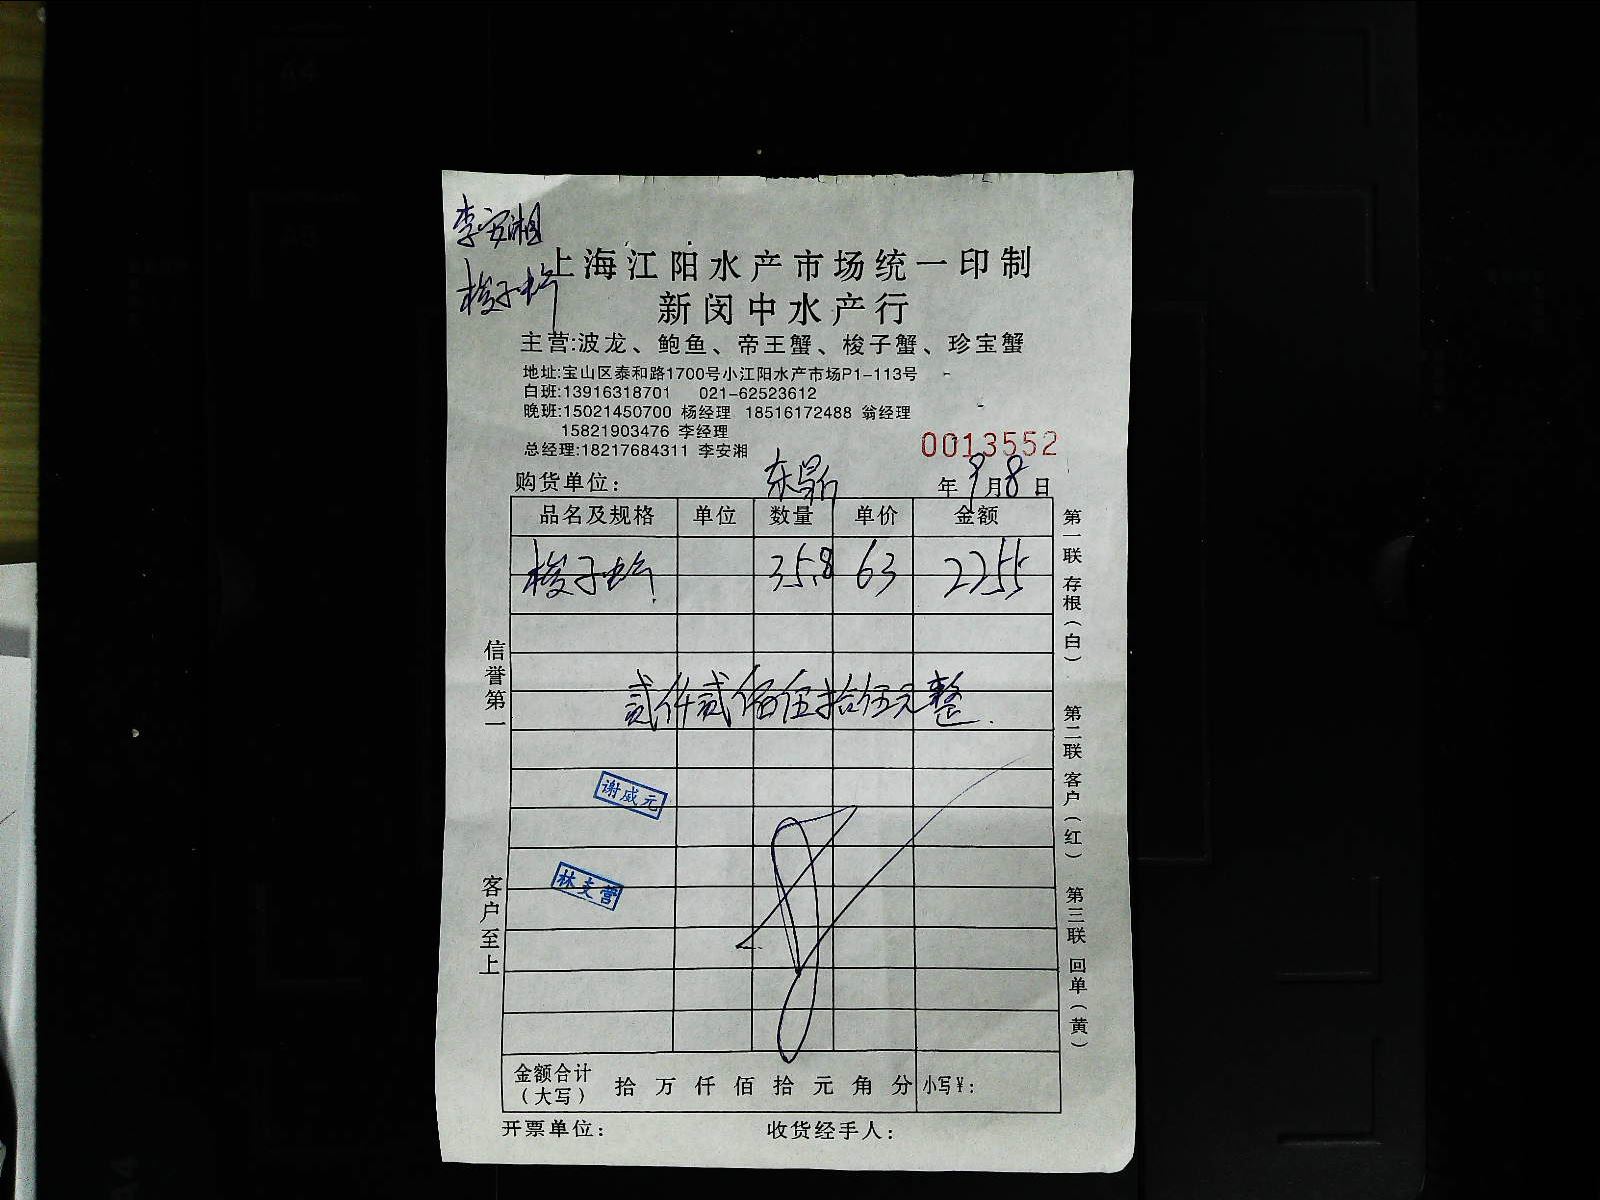 李安湘
梭子蚧
上海江阳水产市场统一印制
新闵中水产行
主营:波龙、鲍鱼、帝王蟹、梭子蟹、珍宝蟹
地址:宝山区泰和路1700号小江阳水产市场P1-113号
白班:13916318701 021-62523612
晚班:15021450700 杨经理 18516172488 翁经理
15821903476 李经理
总经理:18217684311 李安湘
0013552
购货单位: 东 年9月8日
品名及规格 单位 数量 单价 金额
梭子蚧 35.8 63 2255
贰仟贰佰伍拾伍元整.
谢咸元
林支营
信誉第一
客户至上
第一联 存根(白)
第二联 客户(红)
第三联 回单(黄)
金额合计(大写) 拾 万 仟 佰 拾 元 角 分 小写¥:
开票单位: 收货经手人: